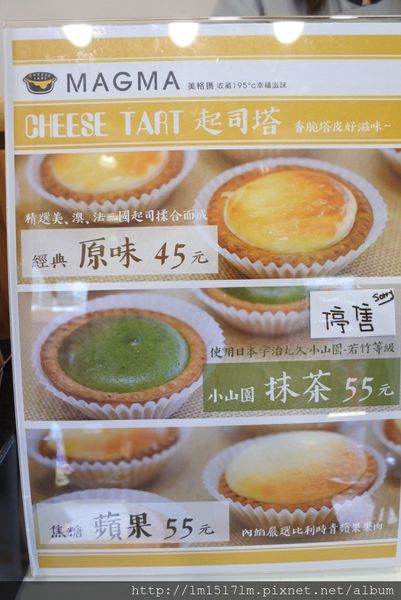 CHEESE TART
MAGMA 美格瑪 收藏195°c幸福滋味
CHEESE TART 起司塔 香脆塔皮好滋味~
精選美、澳、法三國起司揉合而成
經典 原味 45元
sorry
停售
使用日本宇治丸久小山園-若竹等級
小山園 抹茶 55元
焦糖 蘋果 55元
內餡嚴選比利時青蘋果果肉
http://lm1517lm.pixnet.net/album